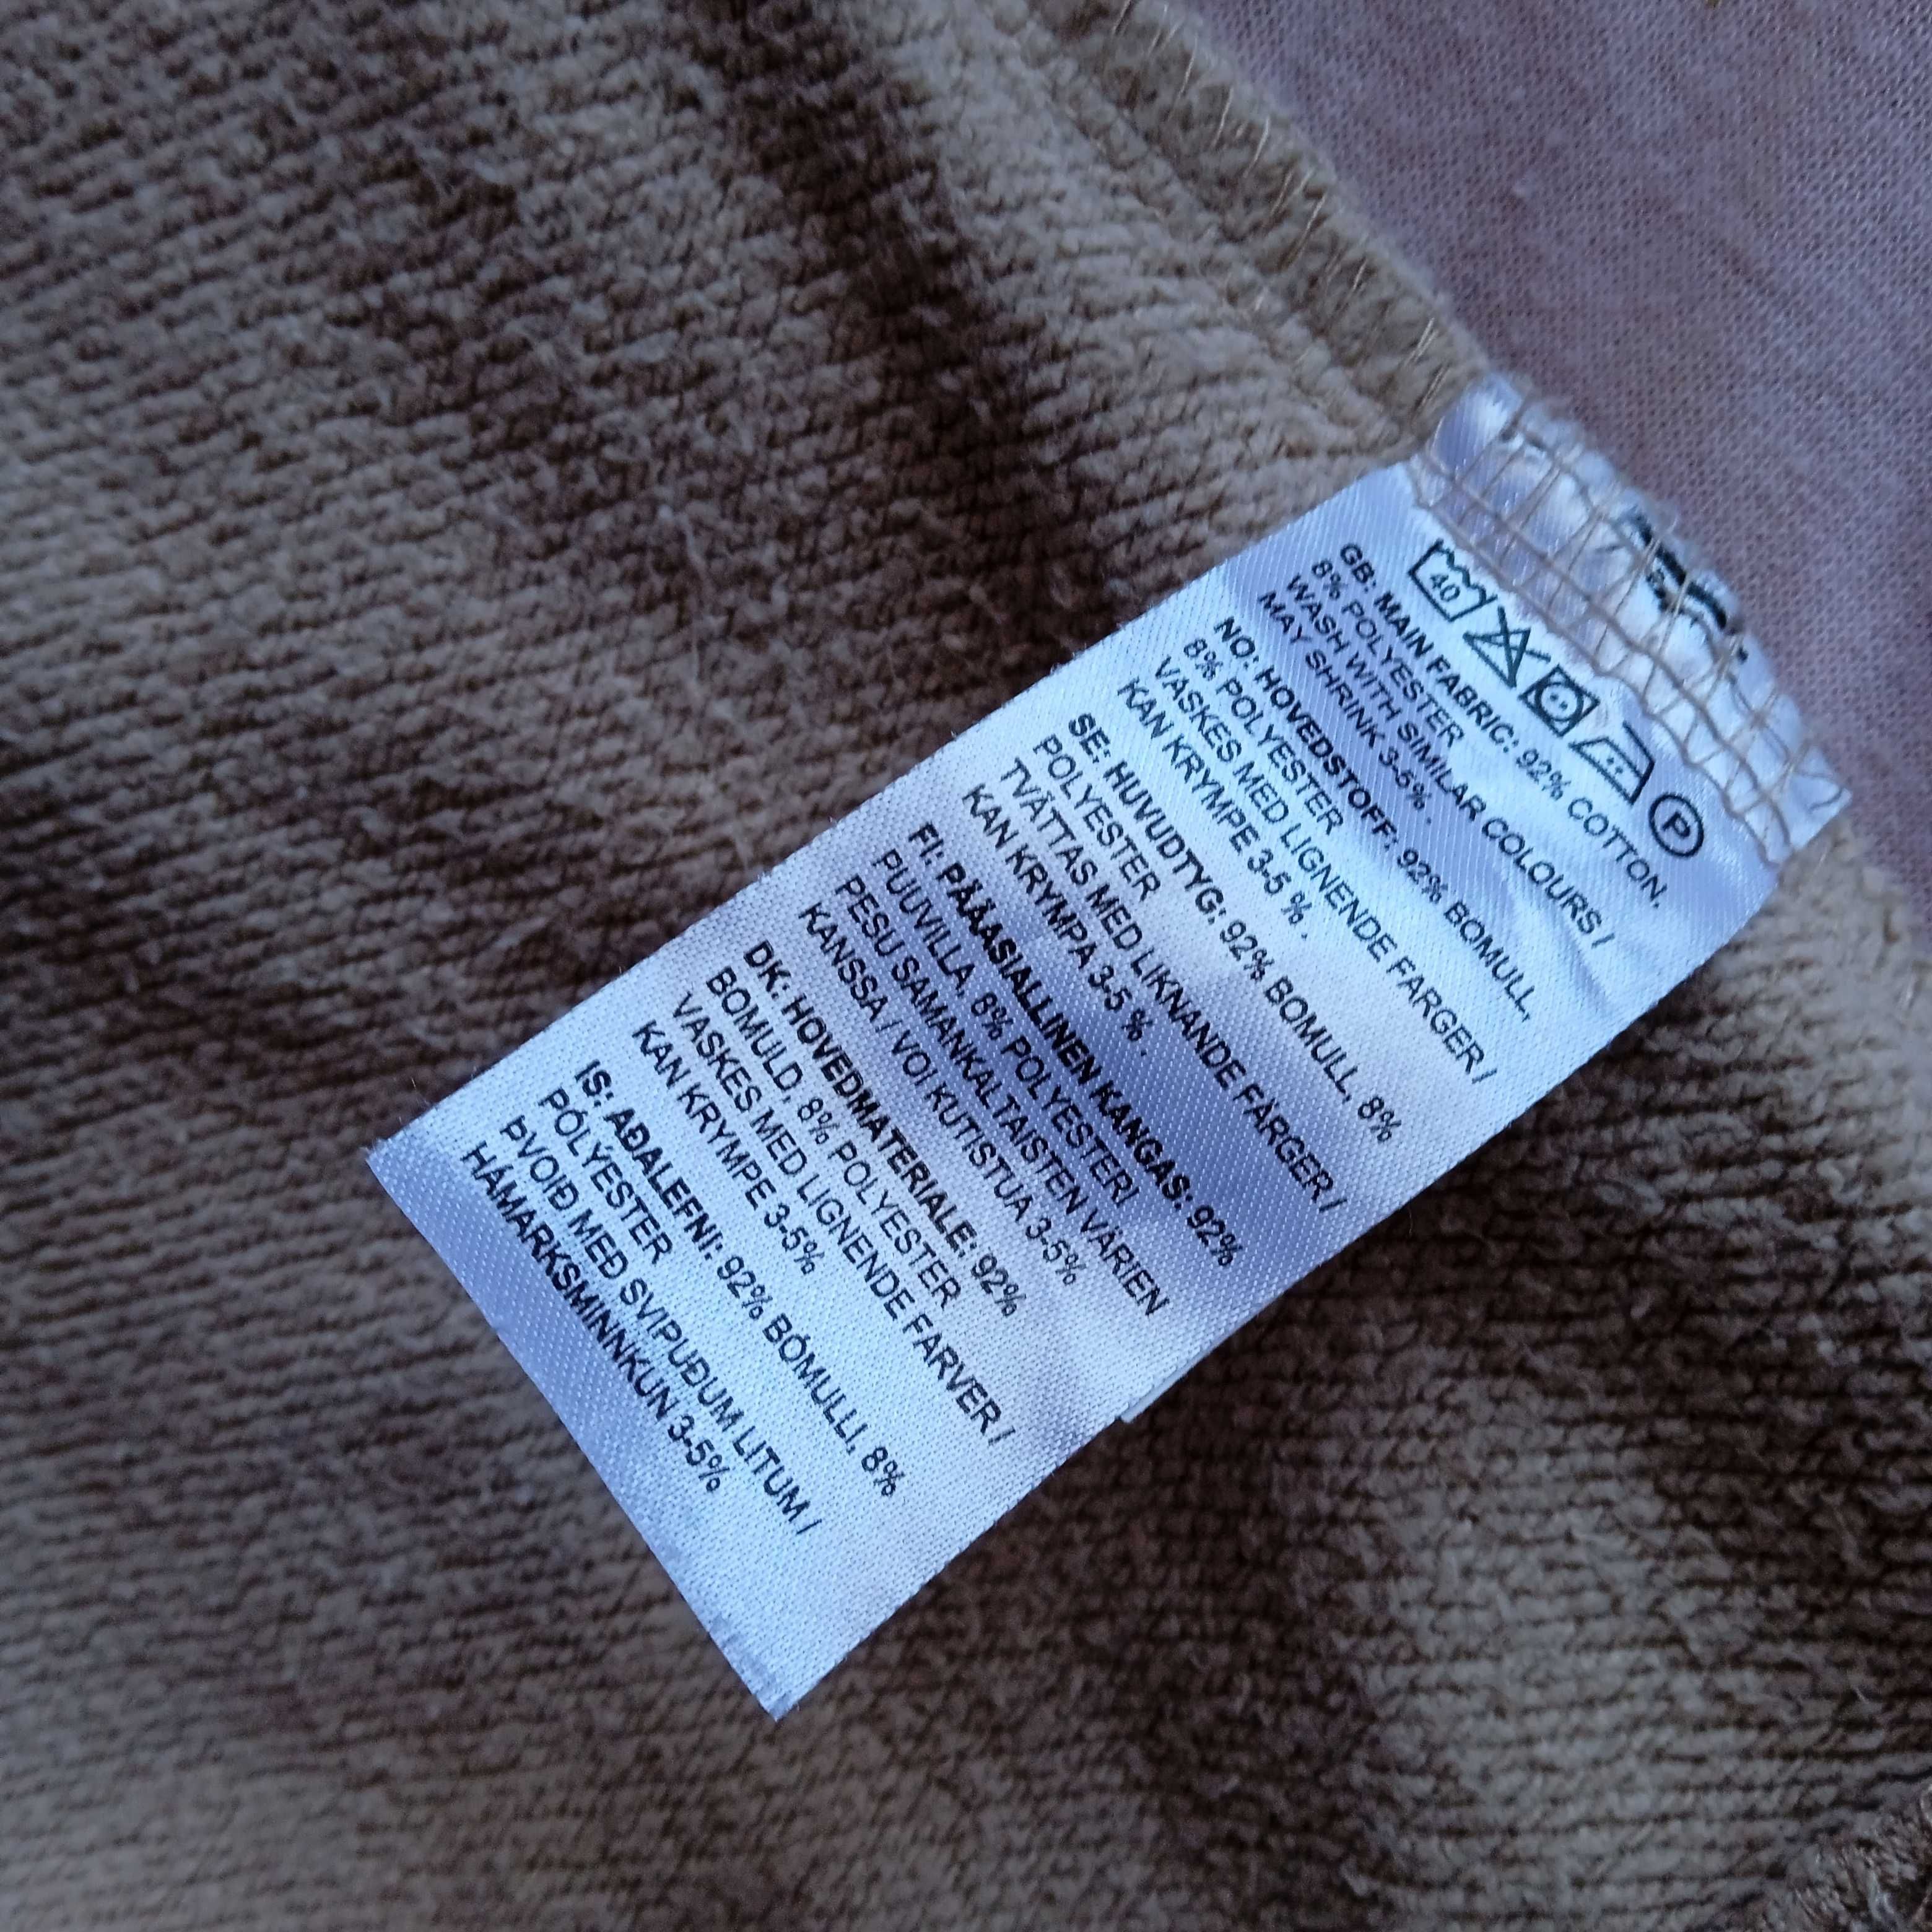 40 P
GB: MAIN FABRIC: 92% COTTON,
8% POLYESTER
WASH WITH SIMILAR COLOURS /
MAY SHRINK 3-5% .
NO: HOVEDSTOFF: 92% BOMULL,
8% POLYESTER
VASKES MED LIGNENDE FARGER /
KAN KRYMPE 3-5 % .
SE: HUVUDTYG: 92% BOMULL, 8%
POLYESTER
TVÄTTAS MED LIKNANDE FÄRGER /
KAN KRYMPA 3-5 % .
FI: PÄÄASIALLINEN KANGAS: 92%
PUUVILLA, 8% POLYESTERI
PESU SAMANKALTAISTEN VÄRIEN
KANSSA / VOI KUTISTUA 3-5%
DK: HOVEDMATERIALE: 92%
BOMULD, 8% POLYESTER
VASKES MED LIGNENDE FARVER /
KAN KRYMPE 3-5%
IS: AÐALEFNI: 92% BÓMULLI, 8%
PÓLÝESTER
ÞVOIÐ MEÐ SVIPUÐUM LITUM /
HÁMARKSMINNKUN 3-5%